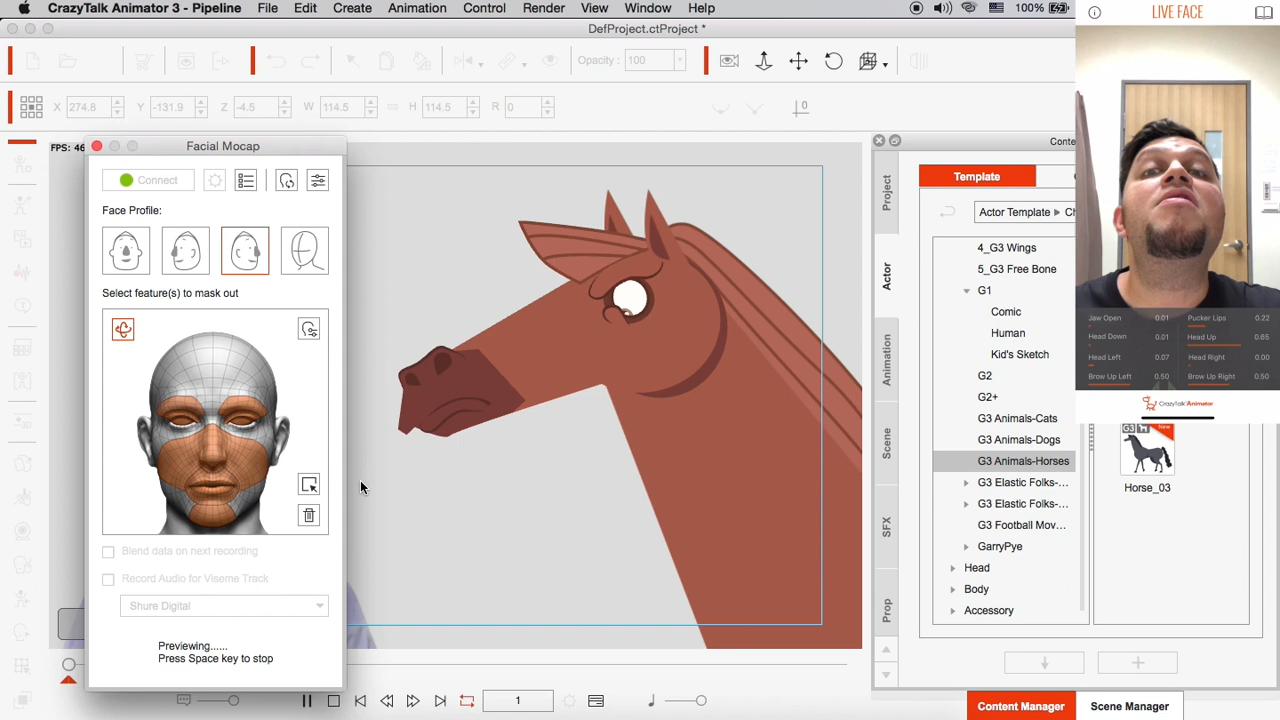 CrazyTalk Animator 3 - Pipeline File Edit Create Animation Control Render View Window Help 100%
DefProject.ctProject *
Opacity : 100
X 274.8 Y -131.9 Z -4.5 W 114.5 H 114.5 R 0
FPS: 46
Facial Mocap
Connect
Face Profile:
Select feature(s) to mask out
Blend data on next recording
Record Audio for Viseme Track
Shure Digital
Previewing......
Press Space key to stop
1
Conte
Project
Actor
Animation
Scene
SFX
Prop
Template
Actor Template ▸ Ch
4_G3 Wings
5_G3 Free Bone
G1
Comic
Human
Kid's Sketch
G2
G2+
G3 Animals-Cats
G3 Animals-Dogs
G3 Animals-Horses
G3 Elastic Folks-...
G3 Elastic Folks-...
G3 Football Mov...
GarryPye
Head
Body
Accessory
G3 New
Horse_03
Content Manager
Scene Manager
LIVE FACE
Jaw Open 0.01 Pucker Lips 0.22
Head Down 0.01 Head Up 0.65
Head Left 0.07 Head Right 0.00
Brow Up Left 0.50 Brow Up Right 0.50
CrazyTalk Animator